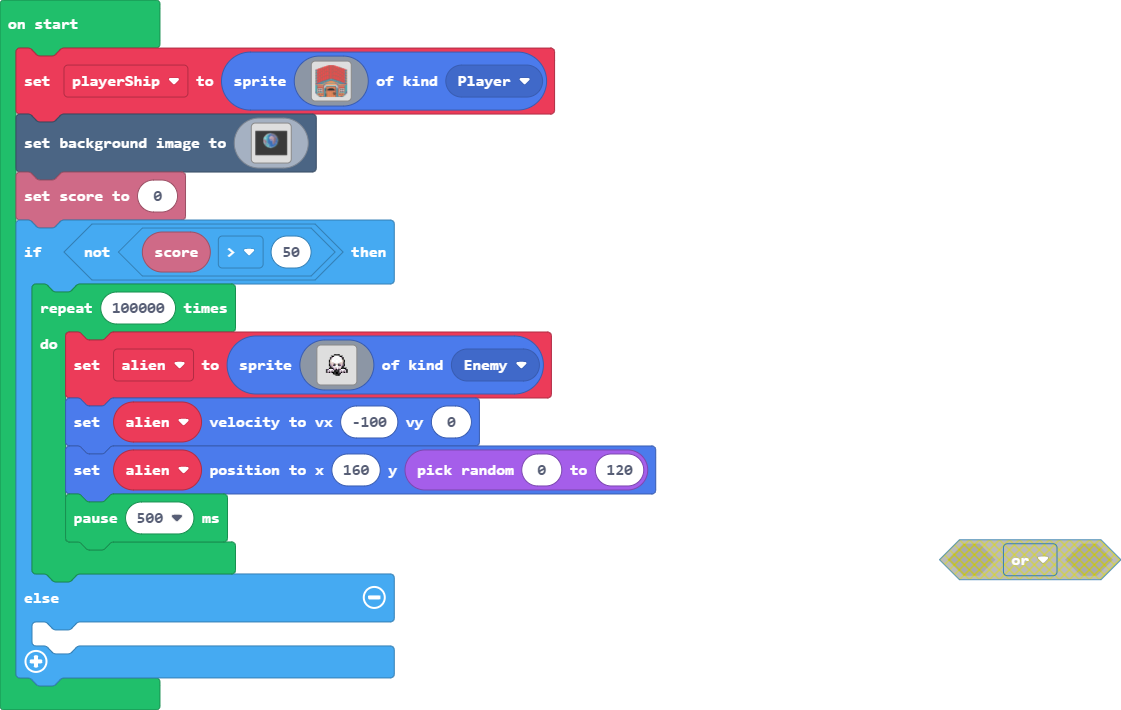 on start
set playerShip to sprite of kind Player
set background image to
set score to 0
if not score > 50 then
repeat 100000 times
do
set alien to sprite of kind Enemy
set alien velocity to vx -100 vy 0
set alien position to x 160 y pick random 0 to 120
pause 500 ms
or
else